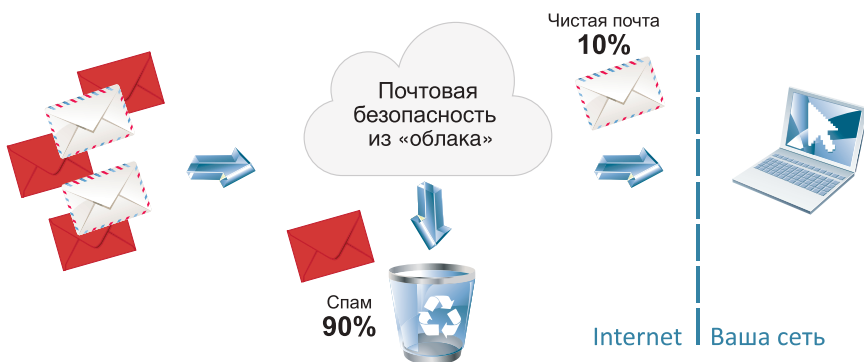 Чистая почта
10%
Почтовая
безопасность
из «облака»
Спам
90%
Internet
Ваша сеть